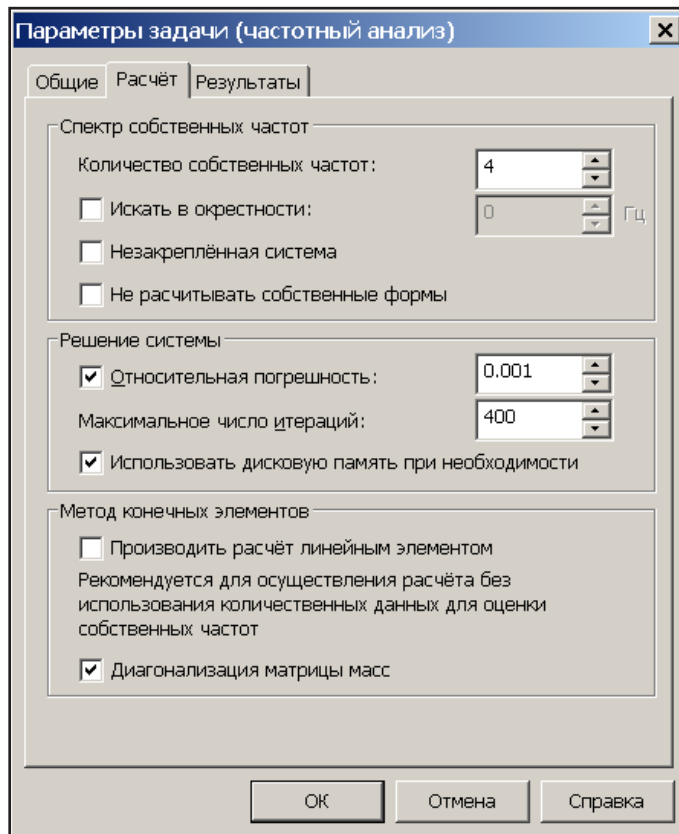 Параметры задачи (частотный анализ)
Общие Расчёт Результаты
Спектр собственных частот
Количество собственных частот: 4
Искать в окрестности: 0 Гц
Незакреплённая система
Не расчитывать собственные формы
Решение системы
Относительная погрешность: 0.001
Максимальное число итераций: 400
Использовать дисковую память при необходимости
Метод конечных элементов
Производить расчёт линейным элементом
Рекомендуется для осуществления расчёта без
использования количественных данных для оценки
собственных частот
Диагонализация матрицы масс
ОК Отмена Справка